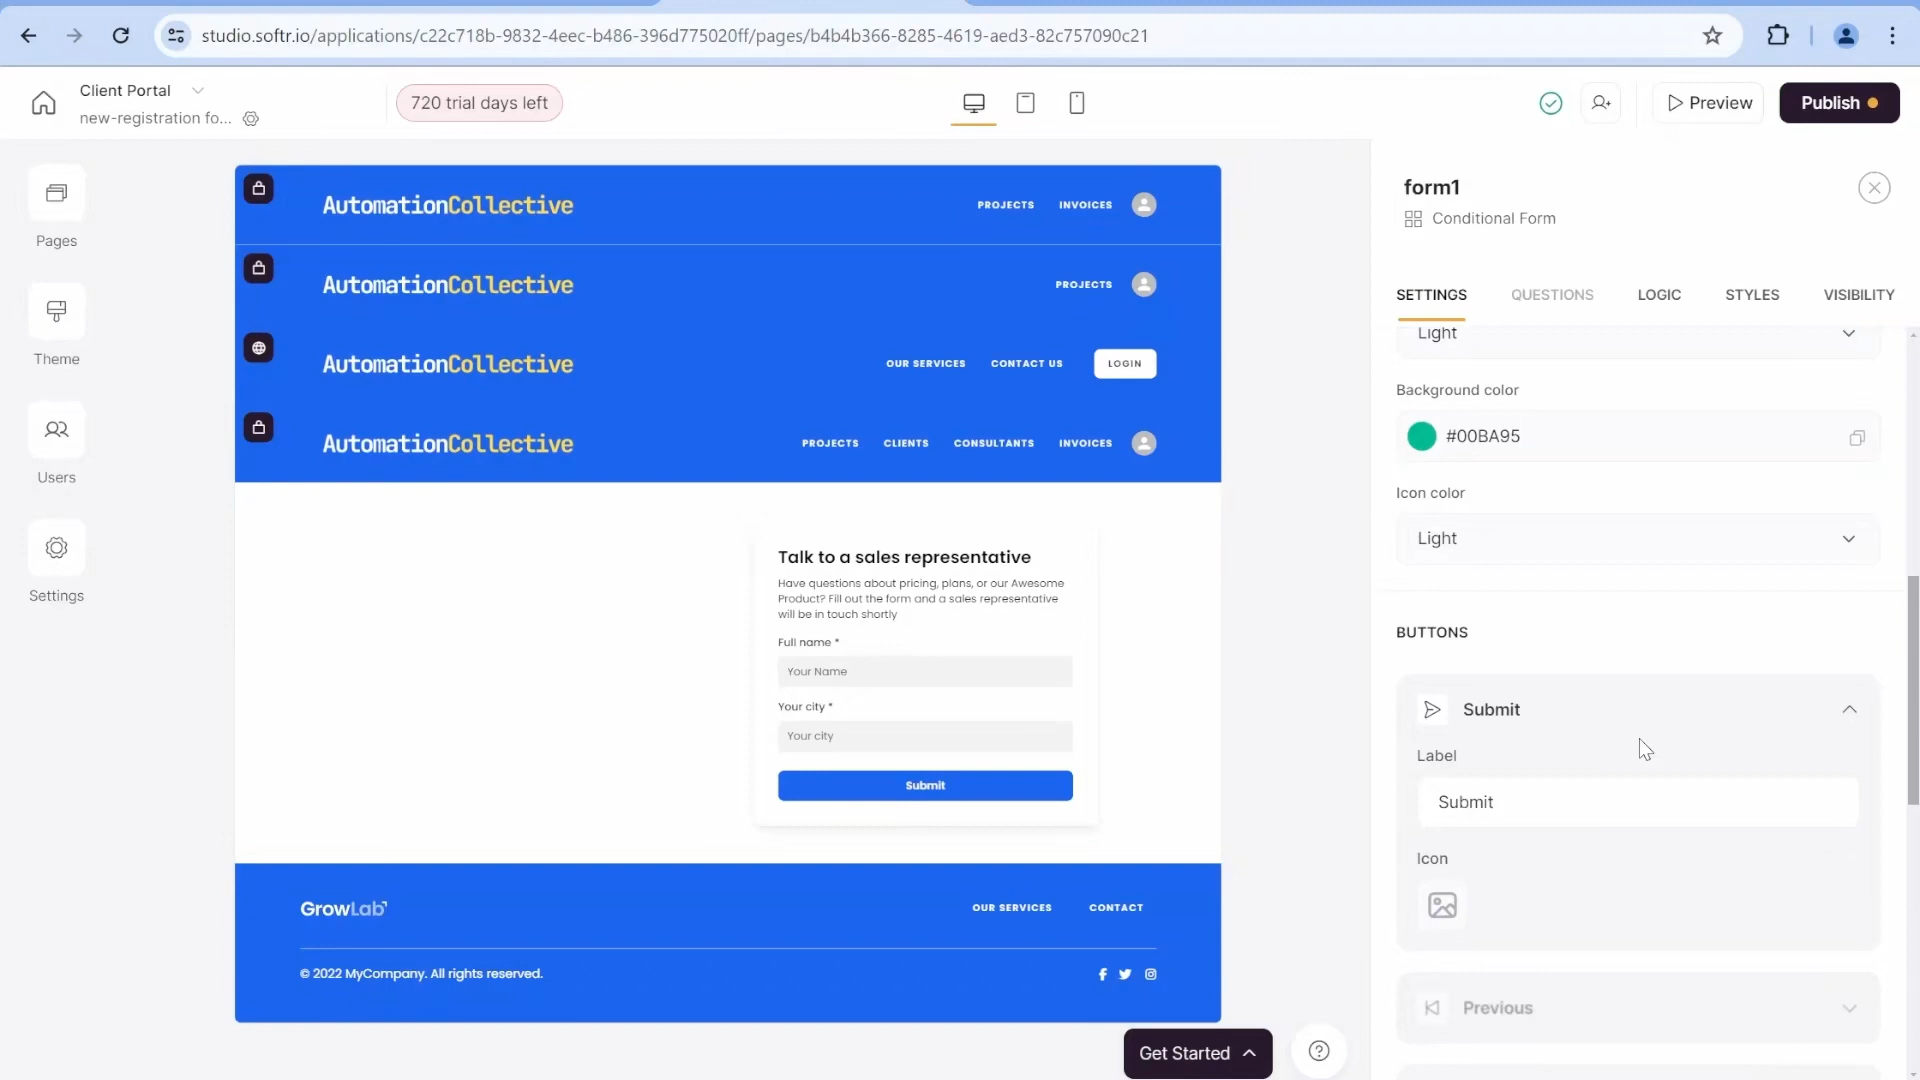 studio.softr.io/applications/c22c718b-9832-4eec-b486-396d775020ff/pages/b4b4b366-8285-4619-aed3-82c757090c21
Client Portal
new-registration fo...
720 trial days left
Preview
Publish
Pages
Theme
Users
Settings
AutomationCollective
PROJECTS
INVOICES
AutomationCollective
PROJECTS
AutomationCollective
OUR SERVICES
CONTACT US
LOGIN
AutomationCollective
PROJECTS
CLIENTS
CONSULTANTS
INVOICES
Talk to a sales representative
Have questions about pricing, plans, or our Awesome
Product? Fill out the form and a sales representative
will be in touch shortly
Full name *
Your Name
Your city *
Your city
Submit
GrowLab
OUR SERVICES
CONTACT
© 2022 MyCompany. All rights reserved.
Get Started
form1
Conditional Form
SETTINGS
QUESTIONS
LOGIC
STYLES
VISIBILITY
Light
Background color
#00BA95
Icon color
Light
BUTTONS
Submit
Label
Submit
Icon
Previous